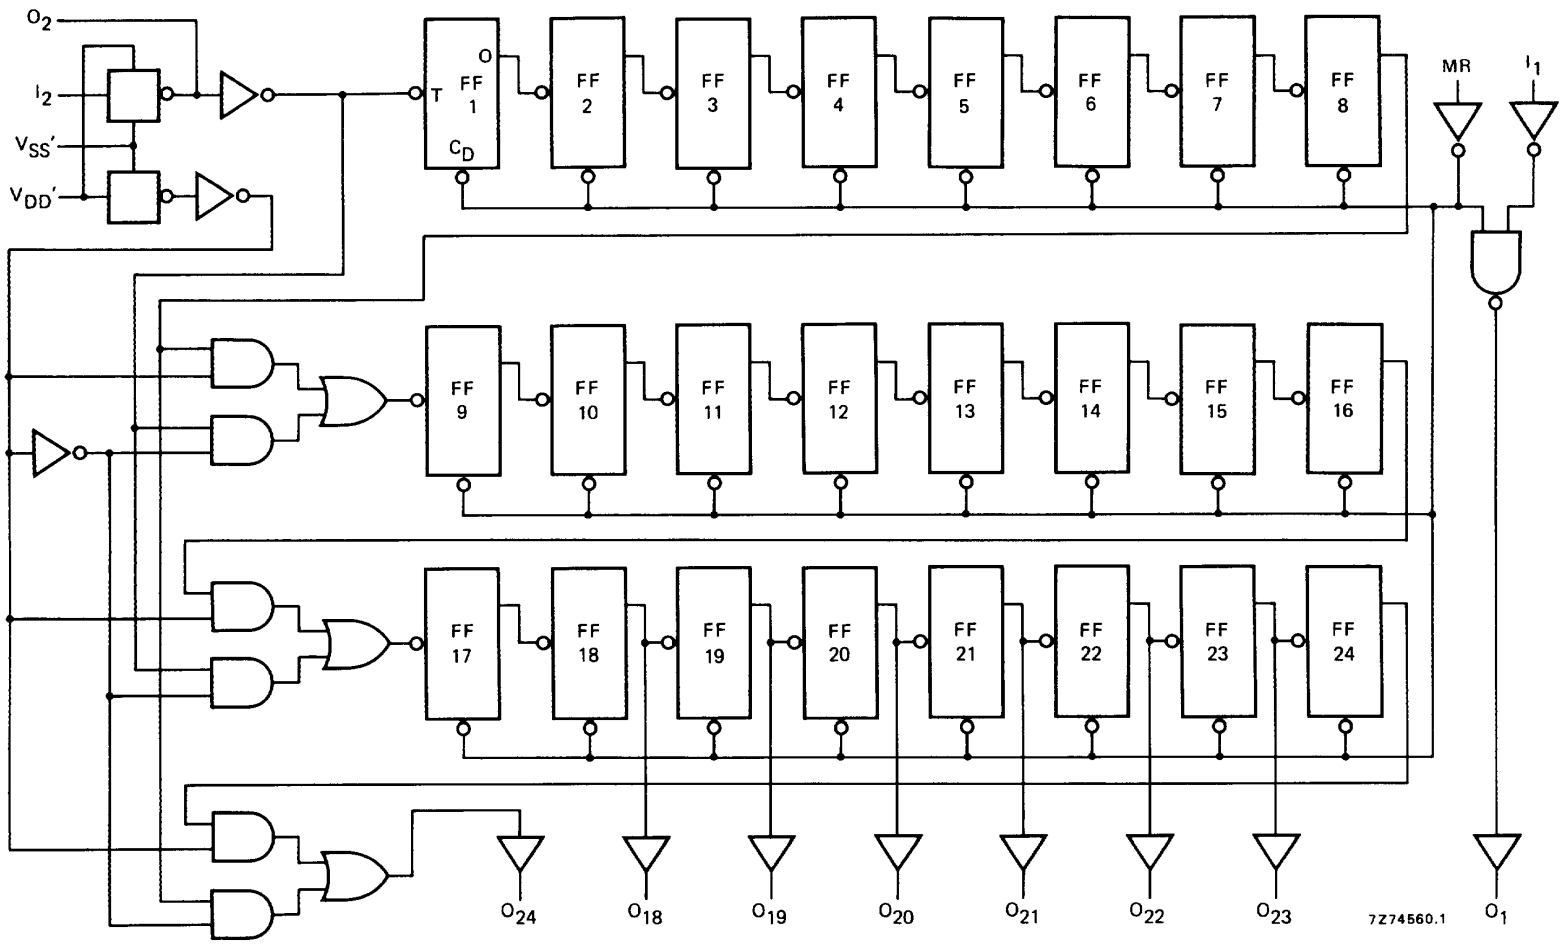 O2
I2
VSS'
VDD'
T
O
FF 1
CD
FF 2
FF 3
FF 4
FF 5
FF 6
FF 7
FF 8
MR
I1
FF 9
FF 10
FF 11
FF 12
FF 13
FF 14
FF 15
FF 16
FF 17
FF 18
FF 19
FF 20
FF 21
FF 22
FF 23
FF 24
O24
O18
O19
O20
O21
O22
O23
7Z74560.1
O1